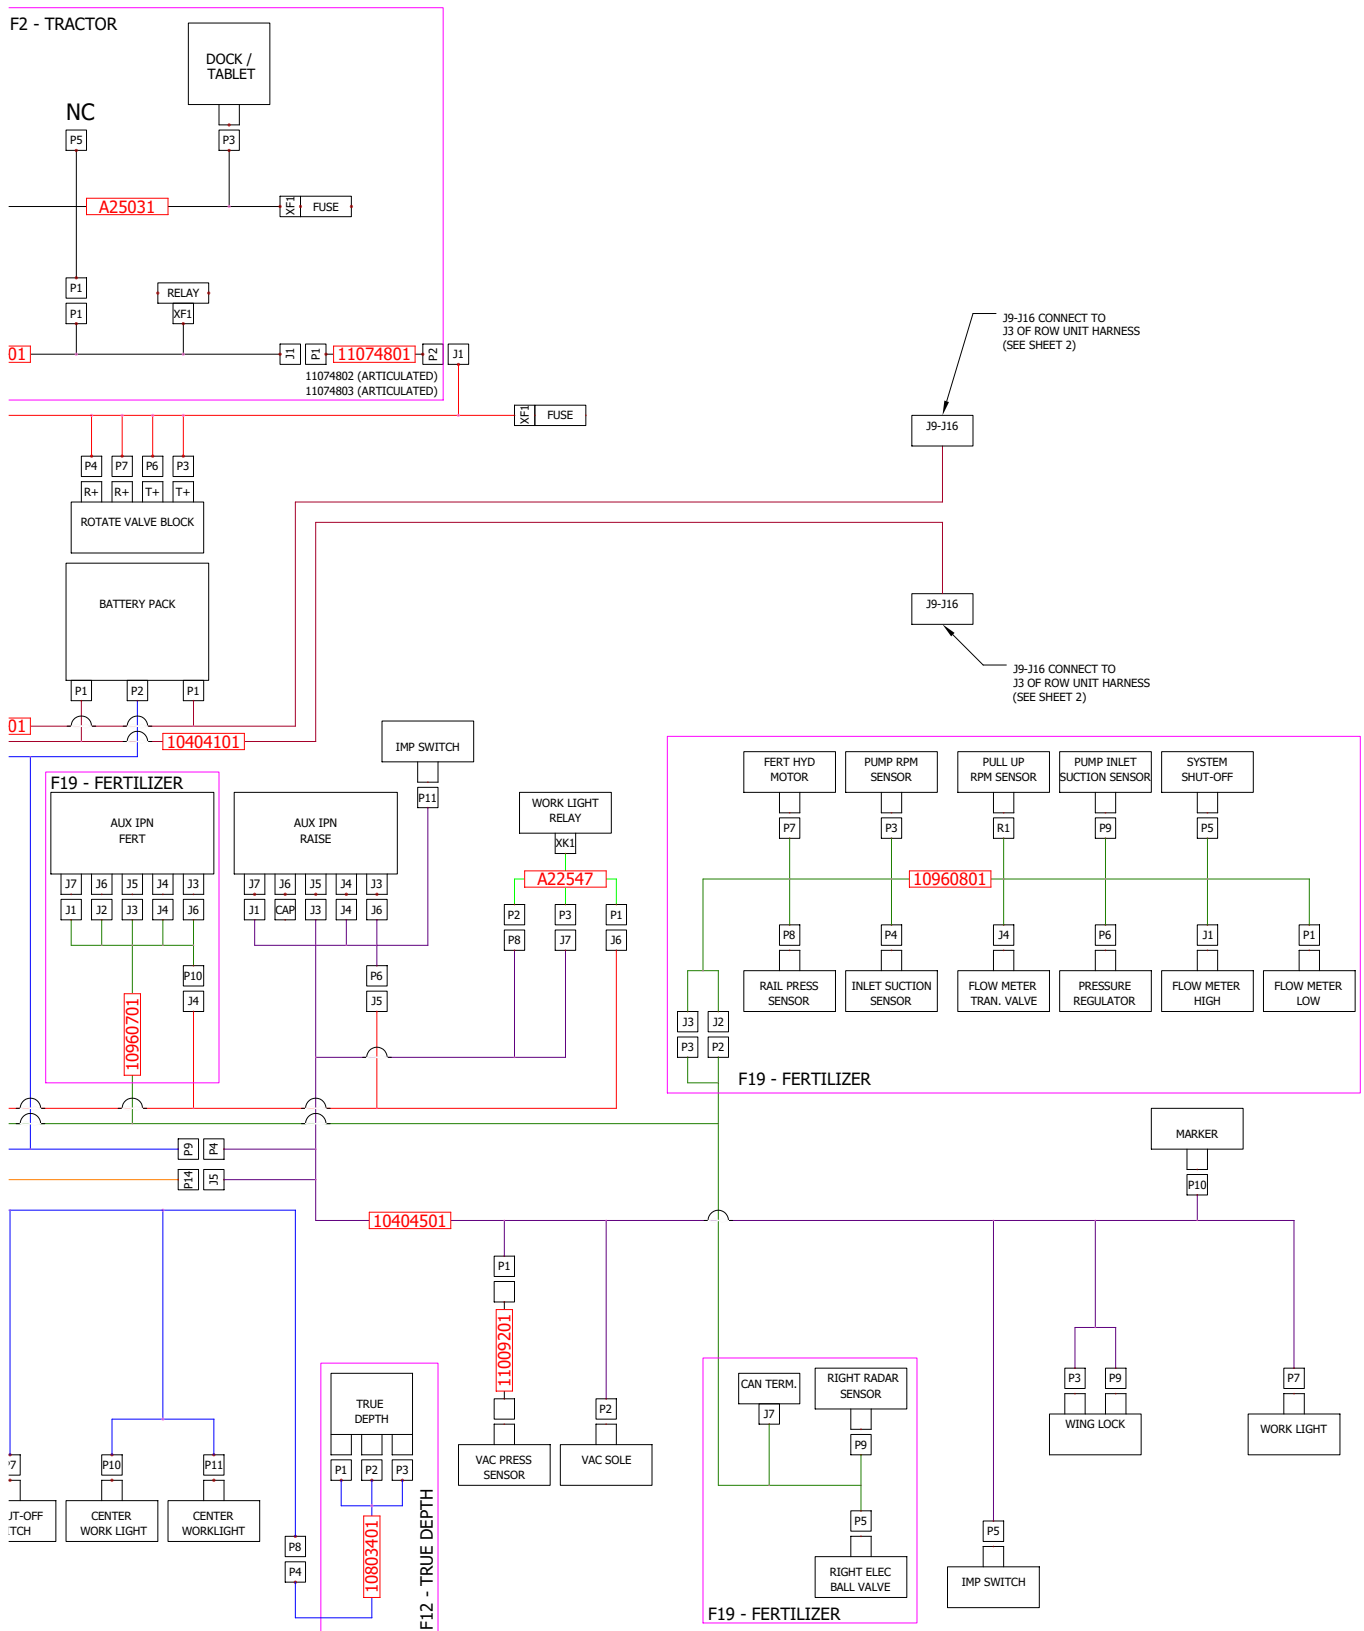 F2 - TRACTOR
DOCK /
TABLET
NC
P5
P3
A25031
XF1
FUSE
P1
RELAY
P1
XF1
J9-J16 CONNECT TO
J3 OF ROW UNIT HARNESS
(SEE SHEET 2)
01
J1
P1
11074801
P2
J1
11074802 (ARTICULATED)
11074803 (ARTICULATED)
XF1
FUSE
J9-J16
P4
P7
P6
P3
R+
R+
T+
T+
ROTATE VALVE BLOCK
BATTERY PACK
J9-J16
J9-J16 CONNECT TO
J3 OF ROW UNIT HARNESS
(SEE SHEET 2)
P1
P2
P1
01
10404101
IMP SWITCH
P11
F19 - FERTILIZER
AUX IPN
FERT
AUX IPN
RAISE
WORK LIGHT
RELAY
XK1
FERT HYD
MOTOR
PUMP RPM
SENSOR
PULL UP
RPM SENSOR
PUMP INLET
SUCTION SENSOR
SYSTEM
SHUT-OFF
P7
P3
R1
P9
P5
J7
J6
J5
J4
J3
J7
J6
J5
J4
J3
A22547
10960801
J1
J2
J3
J4
J6
J1
CAP
J3
J4
J6
P2
P3
P1
P8
J7
J6
P8
P4
J4
P6
J1
P1
P10
J4
P6
J5
RAIL PRESS
SENSOR
INLET SUCTION
SENSOR
FLOW METER
TRAN. VALVE
PRESSURE
REGULATOR
FLOW METER
HIGH
FLOW METER
LOW
10960701
J3
J2
P3
P2
F19 - FERTILIZER
P9
P4
P14
J5
MARKER
P10
10404501
P1
11009201
CAN TERM.
J7
RIGHT RADAR
SENSOR
P9
P3
P9
WING LOCK
P7
WORK LIGHT
TRUE
DEPTH
P1
P2
P3
VAC PRESS
SENSOR
P2
VAC SOLE
P10
P11
CENTER
WORK LIGHT
CENTER
WORKLIGHT
P8
P4
10803401
F12 - TRUE DEPTH
P5
RIGHT ELEC
BALL VALVE
F19 - FERTILIZER
P5
IMP SWITCH